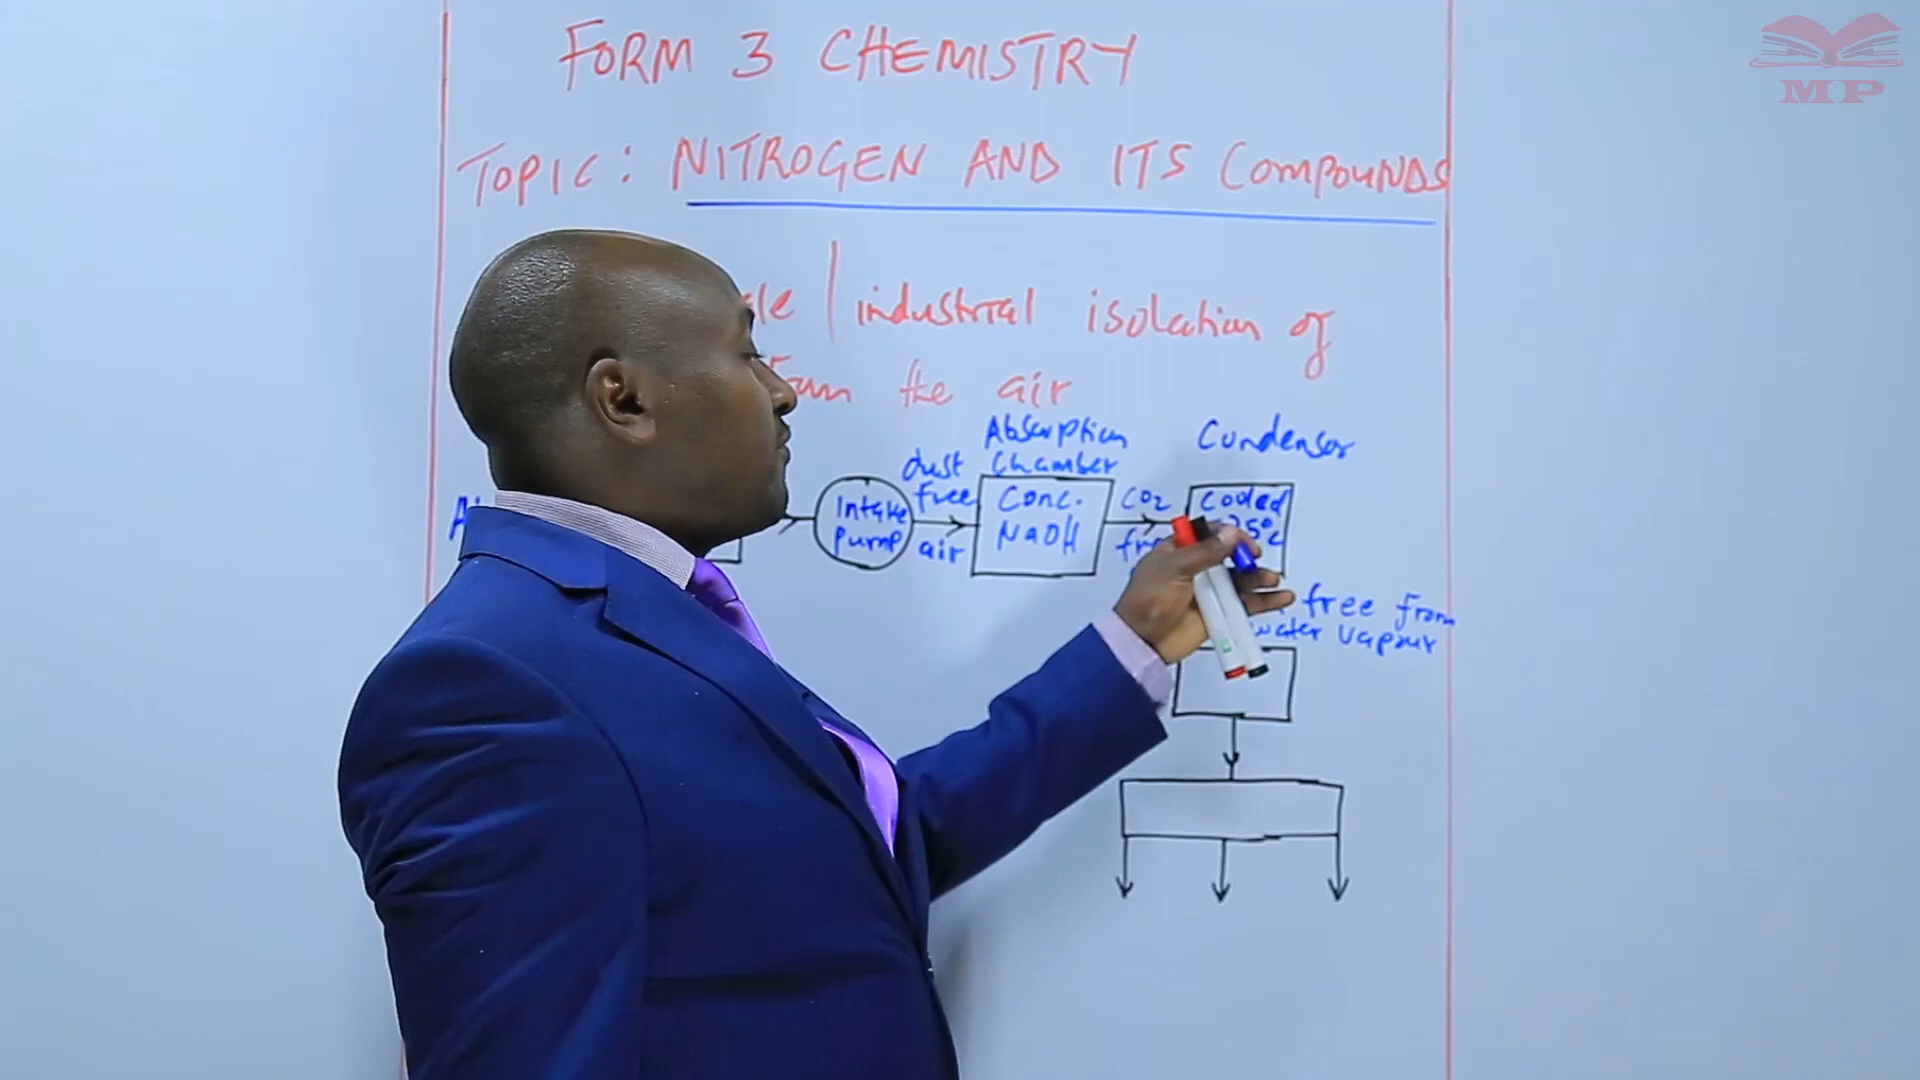 FORM 3 CHEMISTRY
TOPIC: NITROGEN AND ITS COMPOUNDS
/industrial isolation of
the air
Absorption
chamber
Condensor
dust
free
air
Intake
pump
Conc.
NaOH
CO2
cooled
free from
water vapour
MP